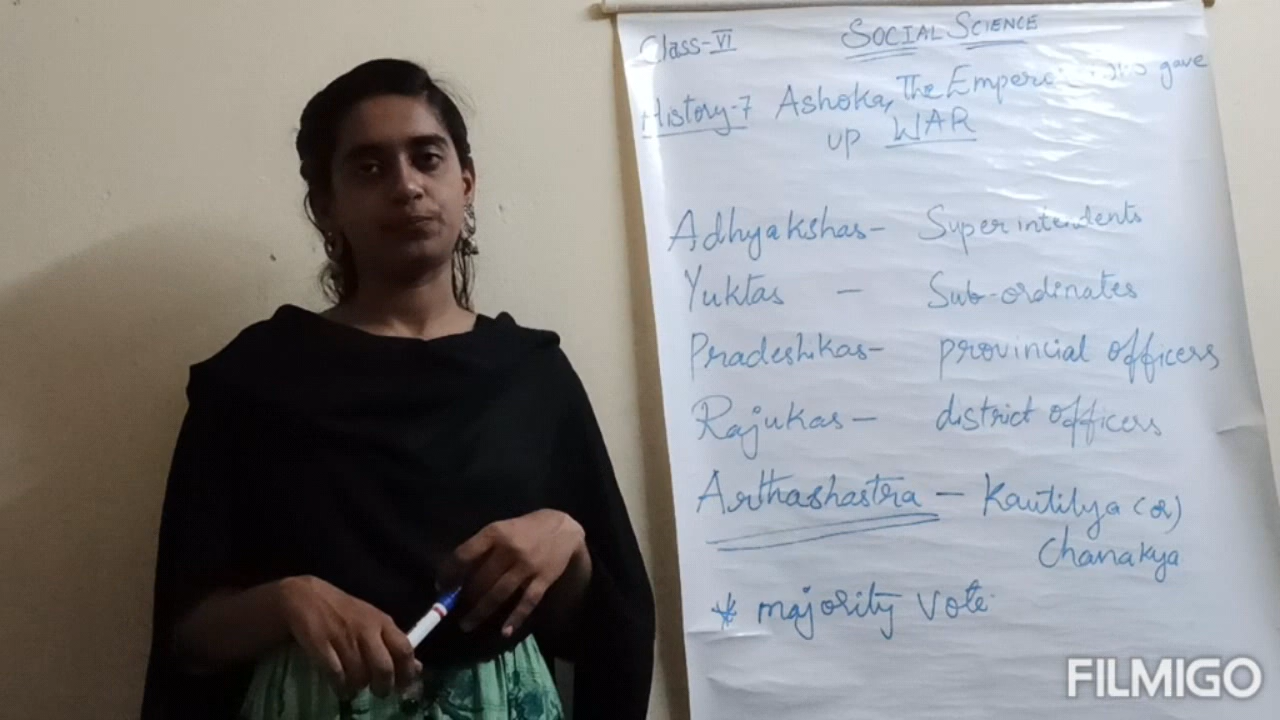 Class-VI SOCIAL SCIENCE
History-7 Ashoka, The Emperor who gave
up WAR
Adhyakshas- Superintendents
Yuktas - Sub-ordinates
Pradeshikas- provincial officers
Rajukas- district officers
Arthashastra - Kautilya (or)
Chanakya
* majority vote
FILMIGO